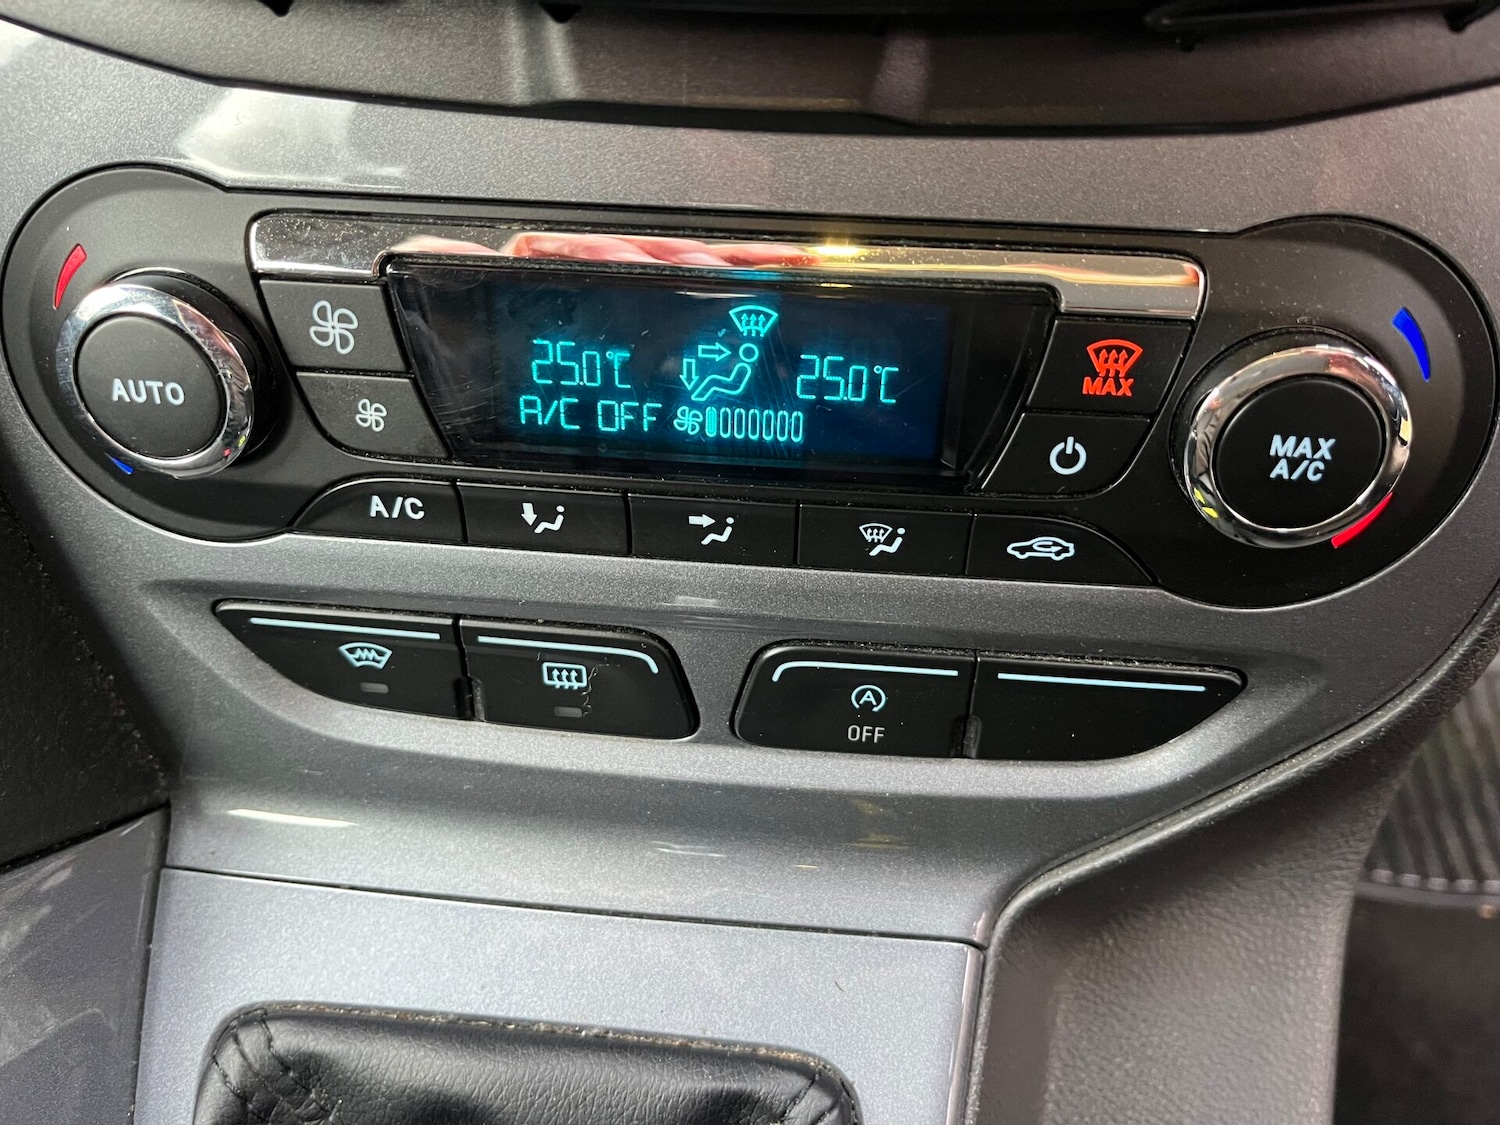 AUTO
25.0°C
25.0°C
A/C OFF
MAX
MAX
A/C
A/C
A
OFF